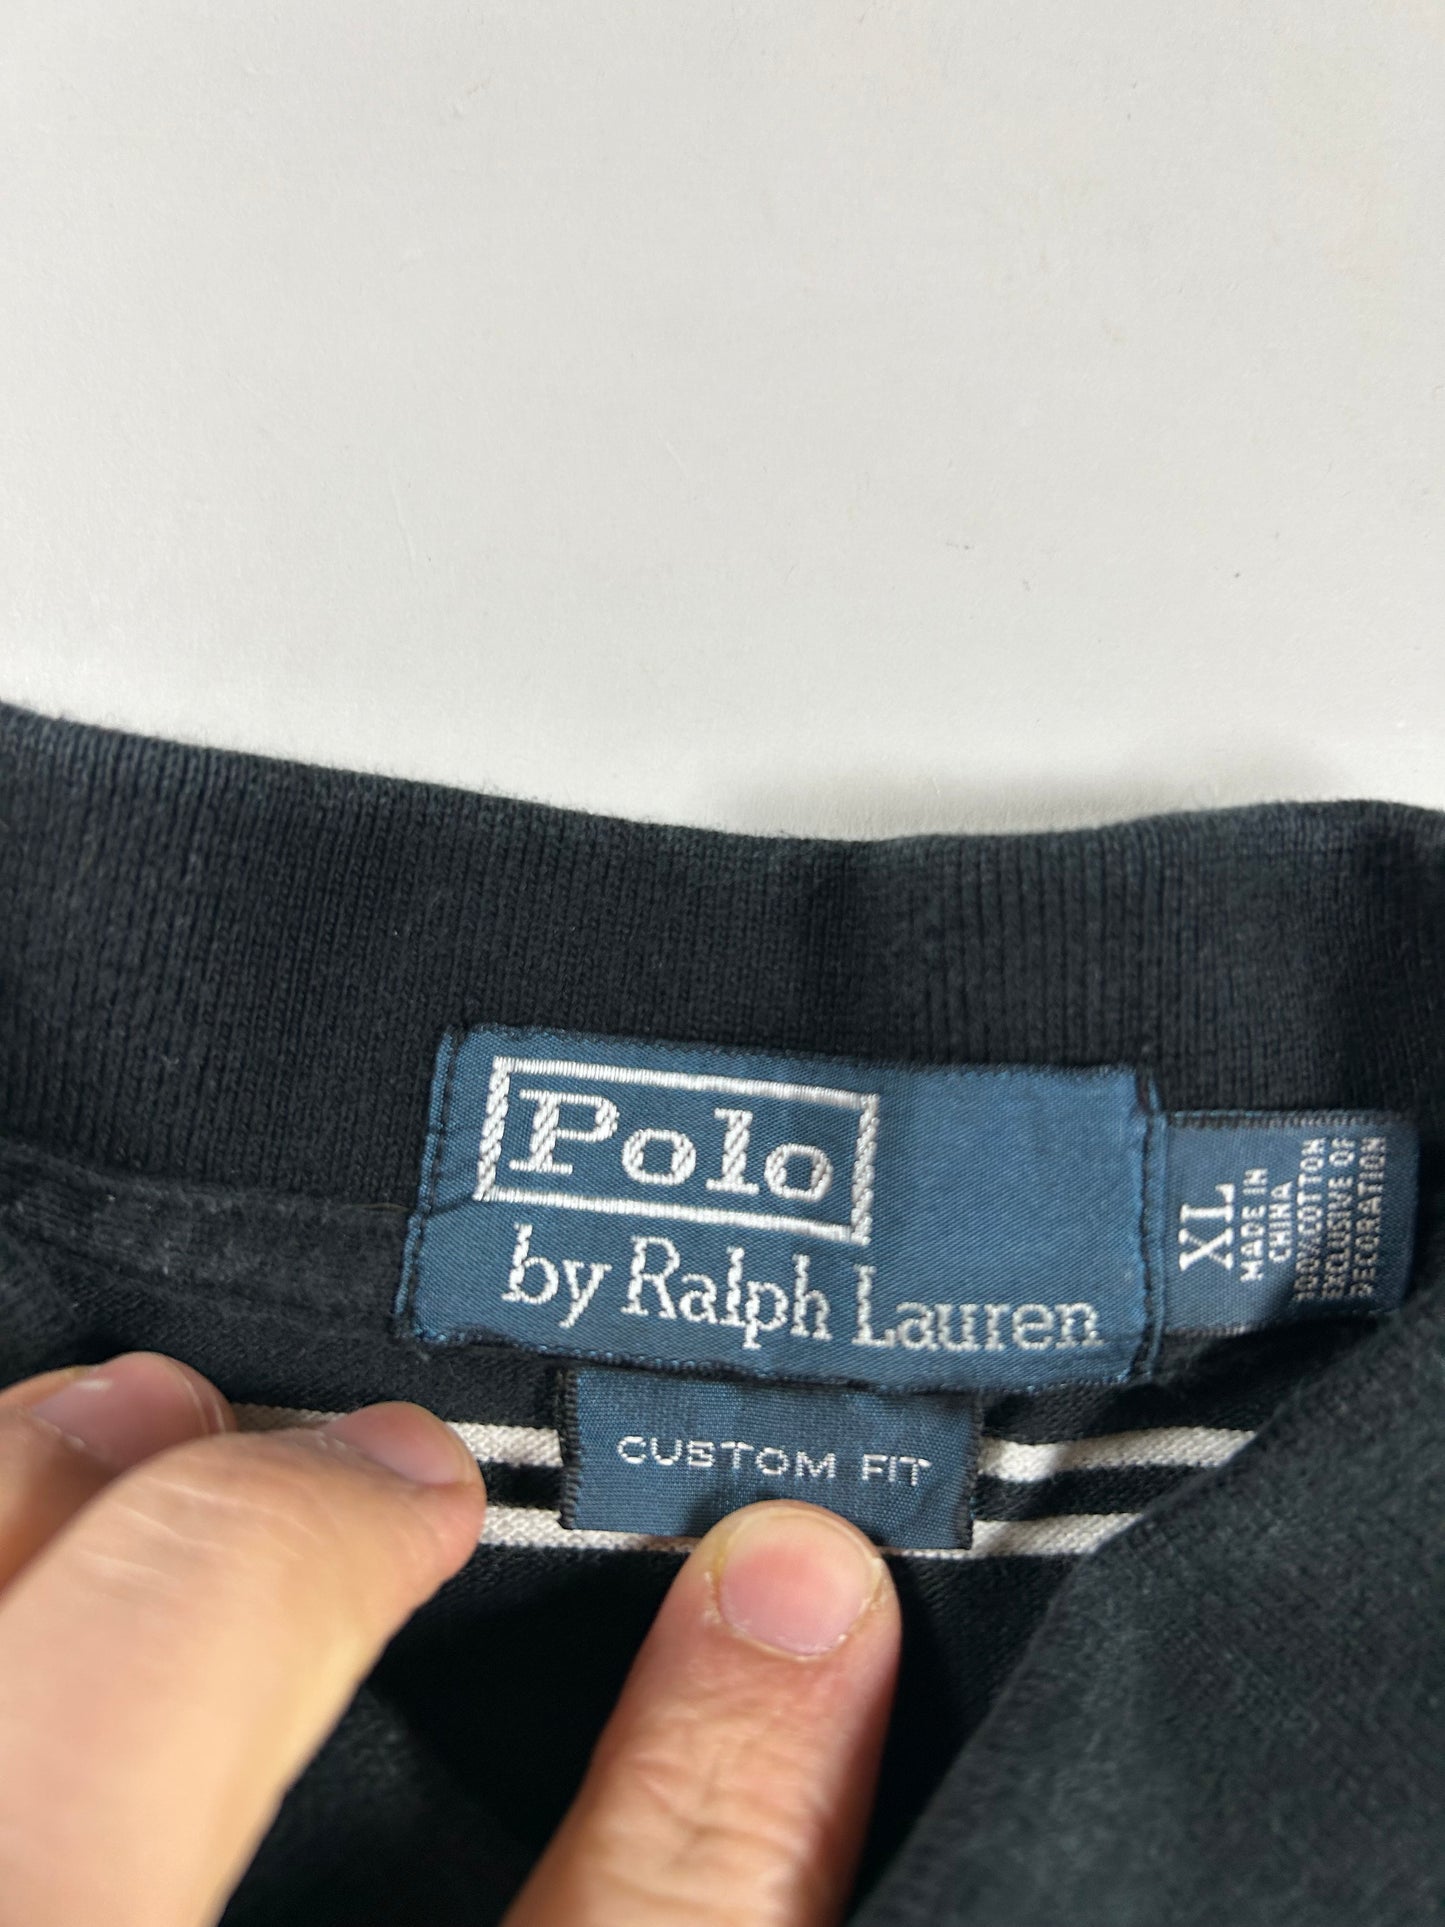 Polo
by Ralph Lauren
CUSTOM FIT
XL
MADE IN
CHINA
100% COTTON
EXCLUSIVE OF
DECORATION